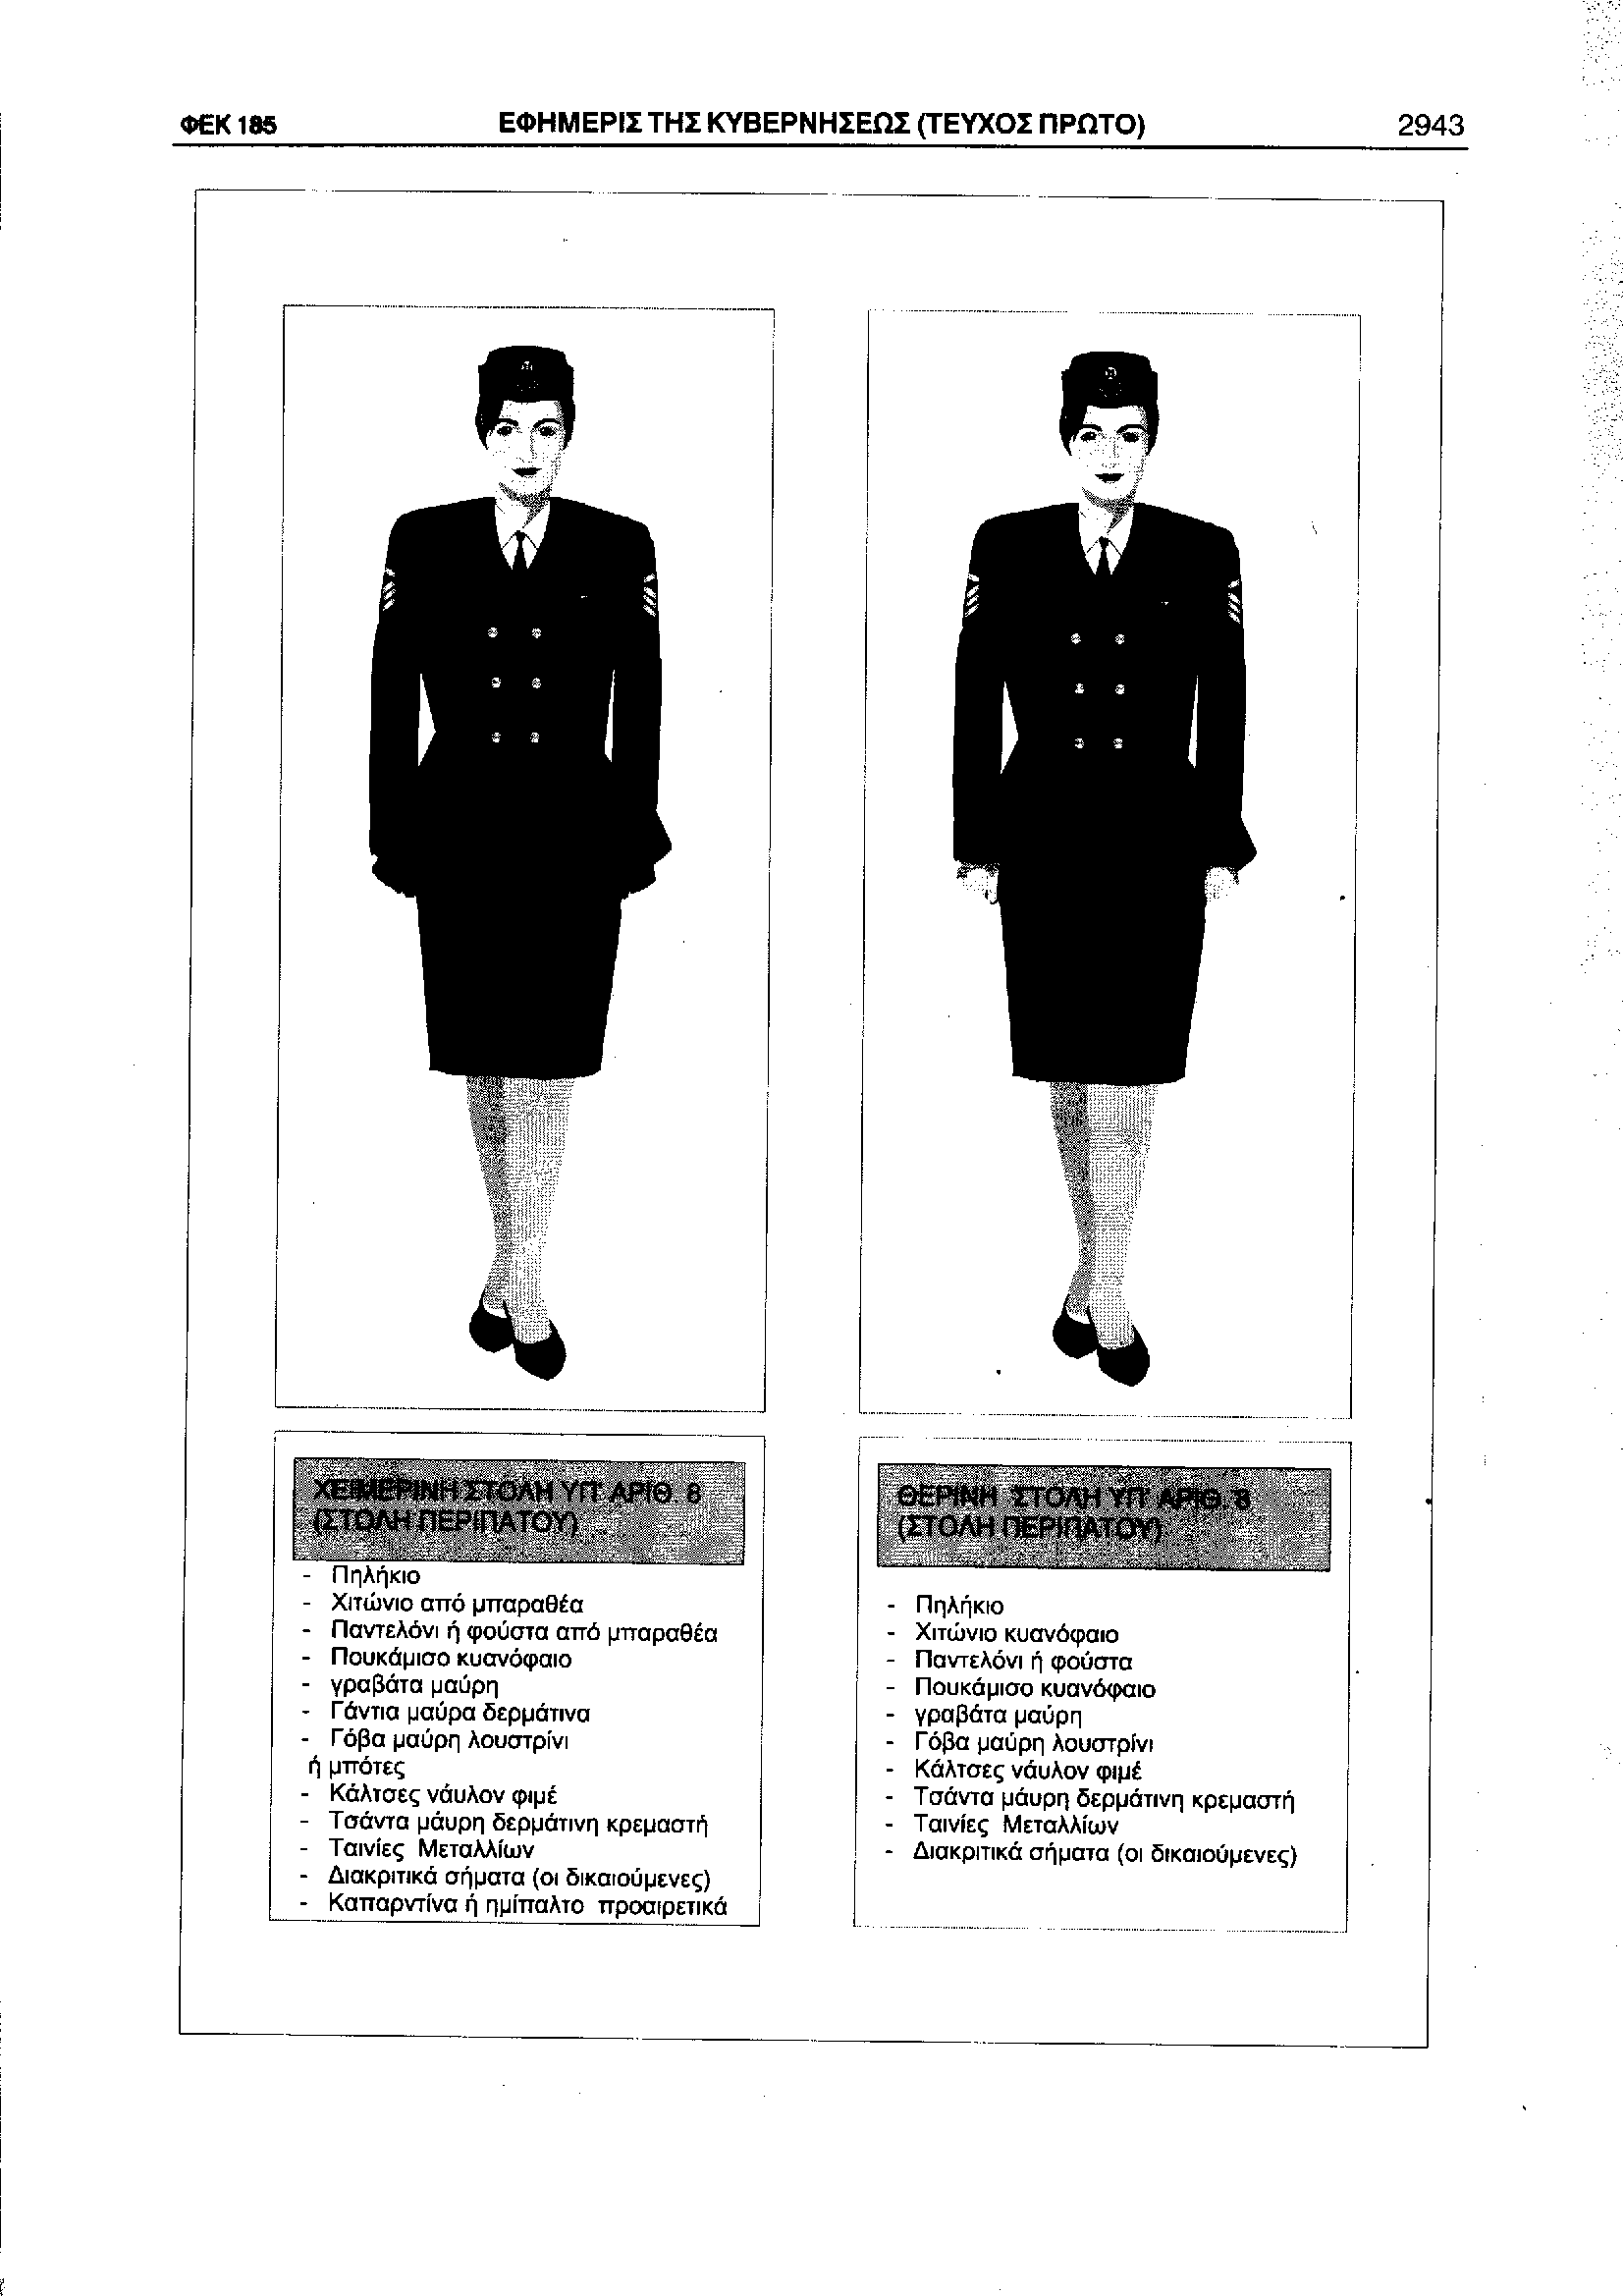 ΦΕΚ 185 ΕΦΗΜΕΡΙΣ ΤΗΣ ΚΥΒΕΡΝΗΣΕΩΣ (ΤΕΥΧΟΣ ΠΡΩΤΟ) 2943
ΧΕΙΜΕΡΙΝΗ ΣΤΟΛΗ ΥΠ' ΑΡΙΘ. 8
(ΣΤΟΛΗ ΠΕΡΙΠΑΤΟΥ)
- Πηλήκιο
- Χιτώνιο από μπαραθέα
- Παντελόνι ή φούστα από μπαραθέα
- Πουκάμισο κυανόφαιο
- γραβάτα μαύρη
- Γάντια μαύρα δερμάτινα
- Γόβα μαύρη λουστρίνι
ή μπότες
- Κάλτσες νάυλον φιμέ
- Τσάντα μάυρη δερμάτινη κρεμαστή
- Ταινίες Μεταλλίων
- Διακριτικά σήματα (οι δικαιούμενες)
- Καπαρντίνα ή ημίπαλτο προαιρετικά
ΘΕΡΙΝΗ ΣΤΟΛΗ ΥΠ' ΑΡΙΘ. 8
(ΣΤΟΛΗ ΠΕΡΙΠΑΤΟΥ)
- Πηλήκιο
- Χιτώνιο κυανόφαιο
- Παντελόνι ή φούστα
- Πουκάμισο κυανόφαιο
- γραβάτα μαύρη
- Γόβα μαύρη λουστρίνι
- Κάλτσες νάυλον φιμέ
- Τσάντα μάυρη δερμάτινη κρεμαστή
- Ταινίες Μεταλλίων
- Διακριτικά σήματα (οι δικαιούμενες)